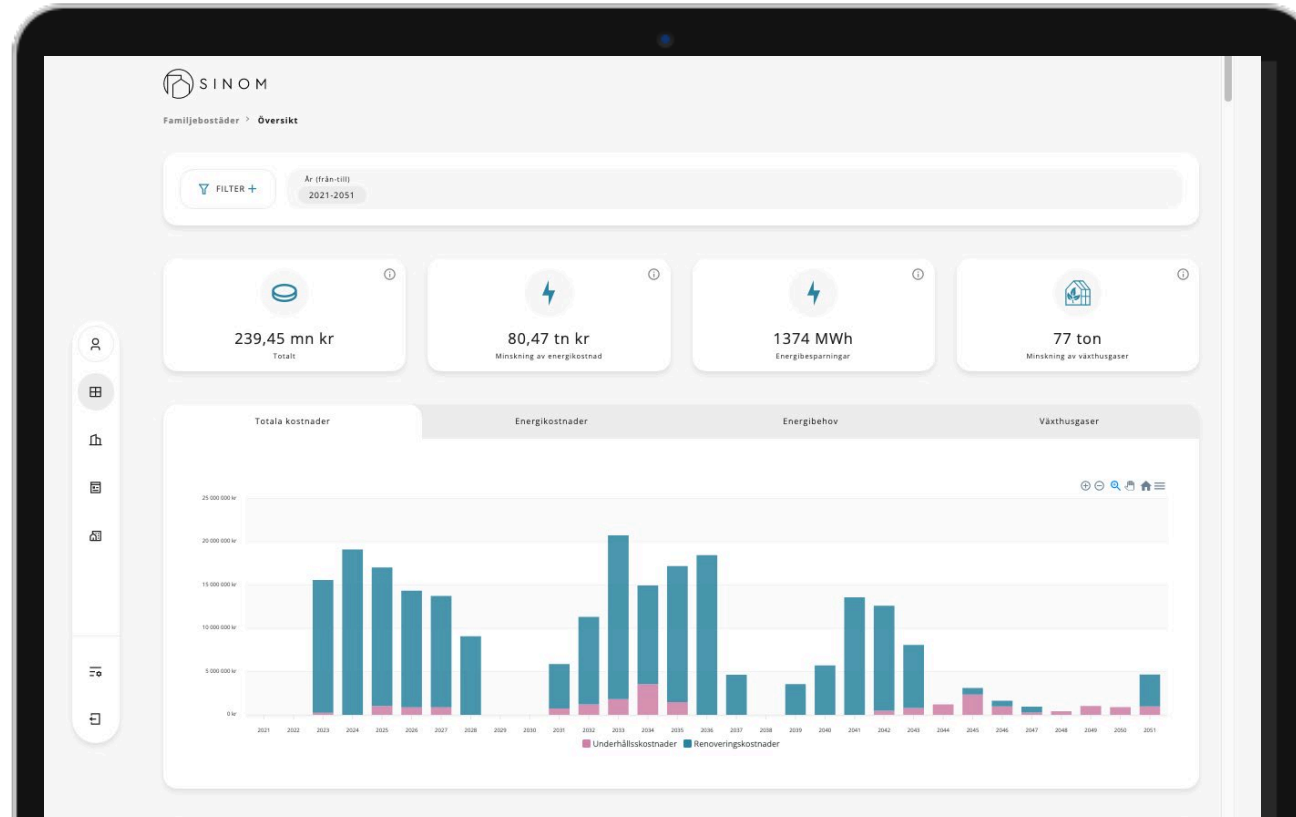 SINOM
Familjebostäder > Översikt
FILTER +
År (från-till)
2021-2051
239,45 mn kr
Totalt
80,47 tn kr
Minskning av energikostnad
1374 MWh
Energibesparningar
77 ton
Minskning av växthusgaser
Totala kostnader
Energikostnader
Energibehov
Växthusgaser
25 000 000 kr
20 000 000 kr
15 000 000 kr
10 000 000 kr
5 000 000 kr
0 kr
2021 2022 2023 2024 2025 2026 2027 2028 2029 2030 2031 2032 2033 2034 2035 2036 2037 2038 2039 2040 2041 2042 2043 2044 2045 2046 2047 2048 2049 2050 2051
Underhållsskostnader Renoveringskostnader